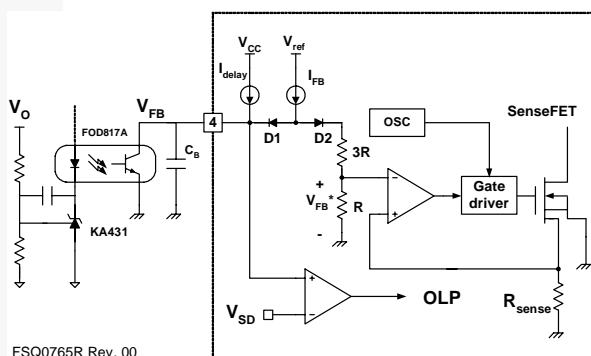 V_CC V_ref
I_delay I_FB
V_O V_FB 4 SenseFET
FOD817A D1 D2 OSC
C_B 3R
+ − Gate driver
V_FB* R +
-
KA431
+ OLP R_sense
V_SD −
FSQ0765R Rev. 00